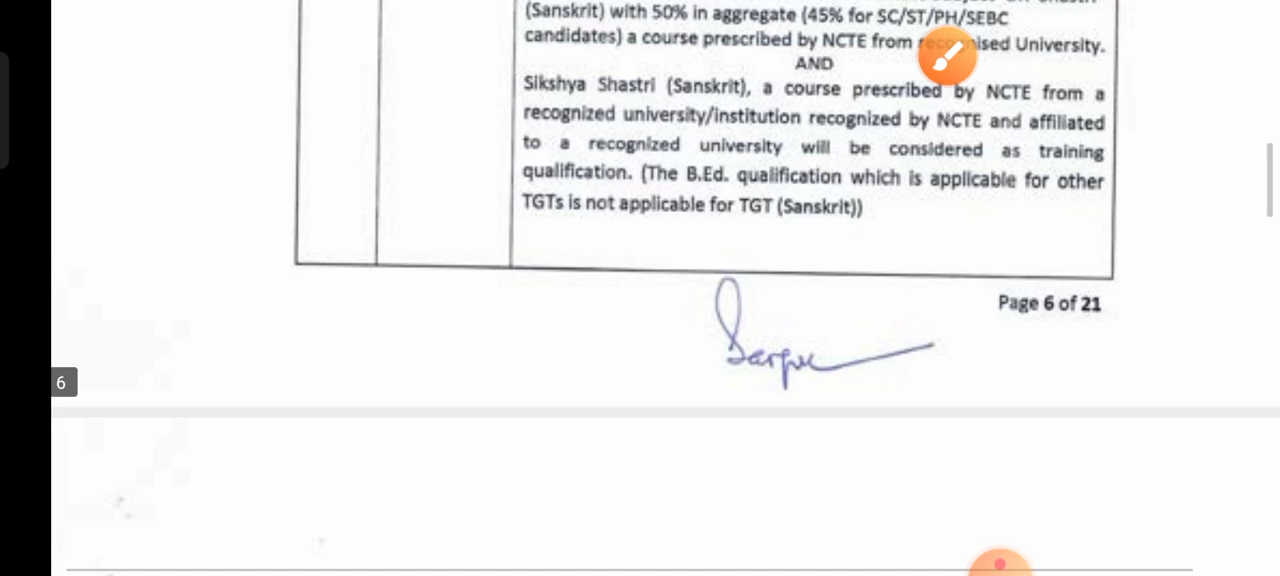 (Sanskrit) with 50% in aggregate (45% for SC/ST/PH/SEBC
candidates) a course prescribed by NCTE from recognised University.
AND
Sikshya Shastri (Sanskrit), a course prescribed by NCTE from a
recognized university/institution recognized by NCTE and affiliated
to a recognized university will be considered as training
qualification. (The B.Ed. qualification which is applicable for other
TGTs is not applicable for TGT (Sanskrit))
Page 6 of 21
6